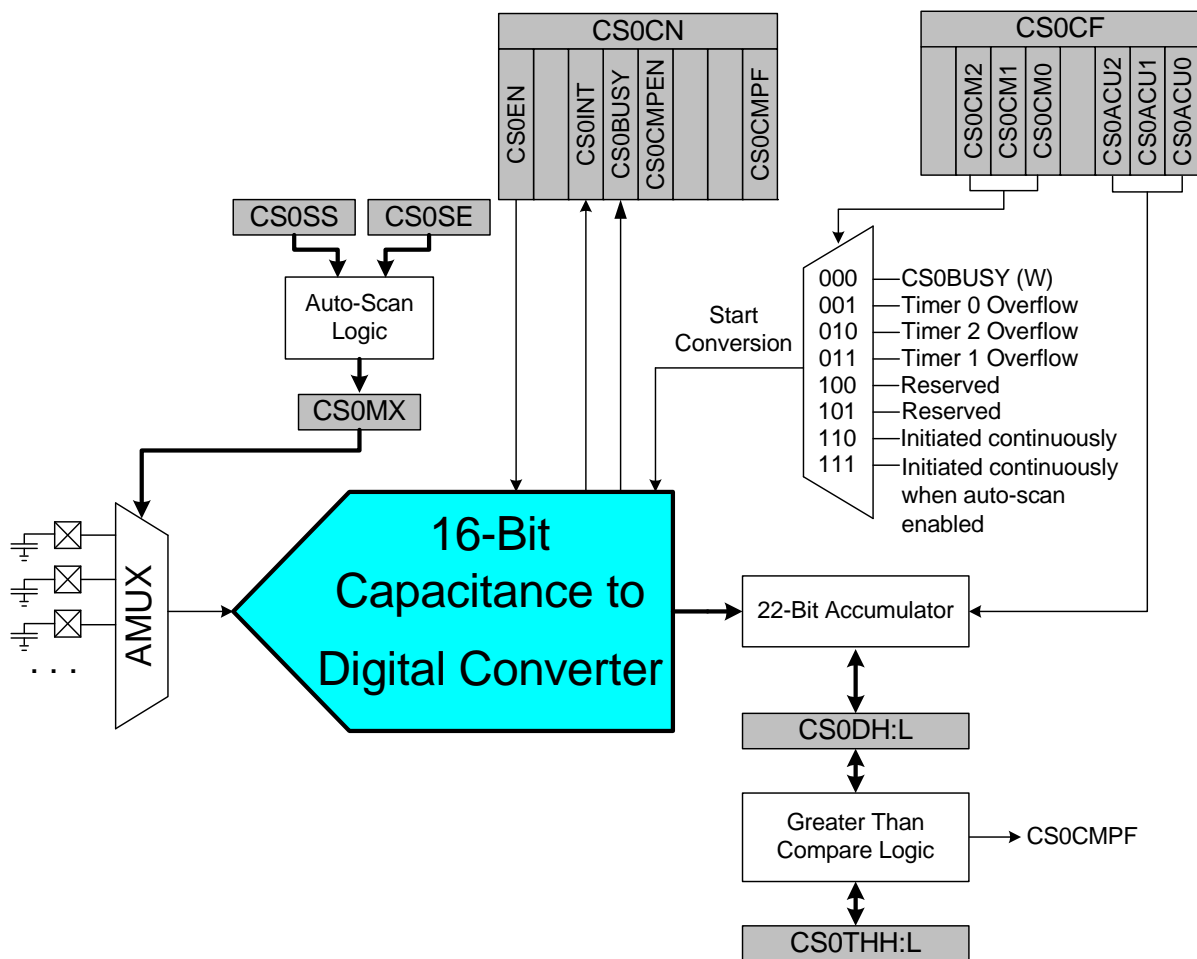 CS0CN
CS0EN
CS0INT
CS0BUSY
CS0CMPEN
CS0CMPF
CS0CF
CS0CM2
CS0CM1
CS0CM0
CS0ACU2
CS0ACU1
CS0ACU0
CS0SS
CS0SE
Auto-Scan
Logic
CS0MX
AMUX
. . .
16-Bit
Capacitance to
Digital Converter
Start
Conversion
000 CS0BUSY (W)
001 Timer 0 Overflow
010 Timer 2 Overflow
011 Timer 1 Overflow
100 Reserved
101 Reserved
110 Initiated continuously
111 Initiated continuously
when auto-scan
enabled
22-Bit Accumulator
CS0DH:L
Greater Than
Compare Logic
CS0CMPF
CS0THH:L